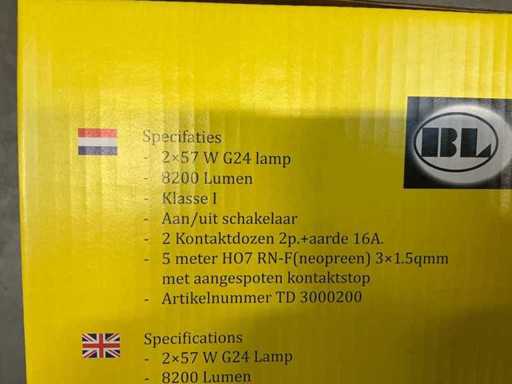 BL
Specifaties
- 2×57 W G24 lamp
- 8200 Lumen
- Klasse I
- Aan/uit schakelaar
- 2 Kontaktdozen 2p.+aarde 16A.
- 5 meter HO7 RN-F(neopreen) 3×1.5qmm
met aangespoten kontaktstop
- Artikelnummer TD 3000200
Specifications
- 2×57 W G24 Lamp
- 8200 Lumen